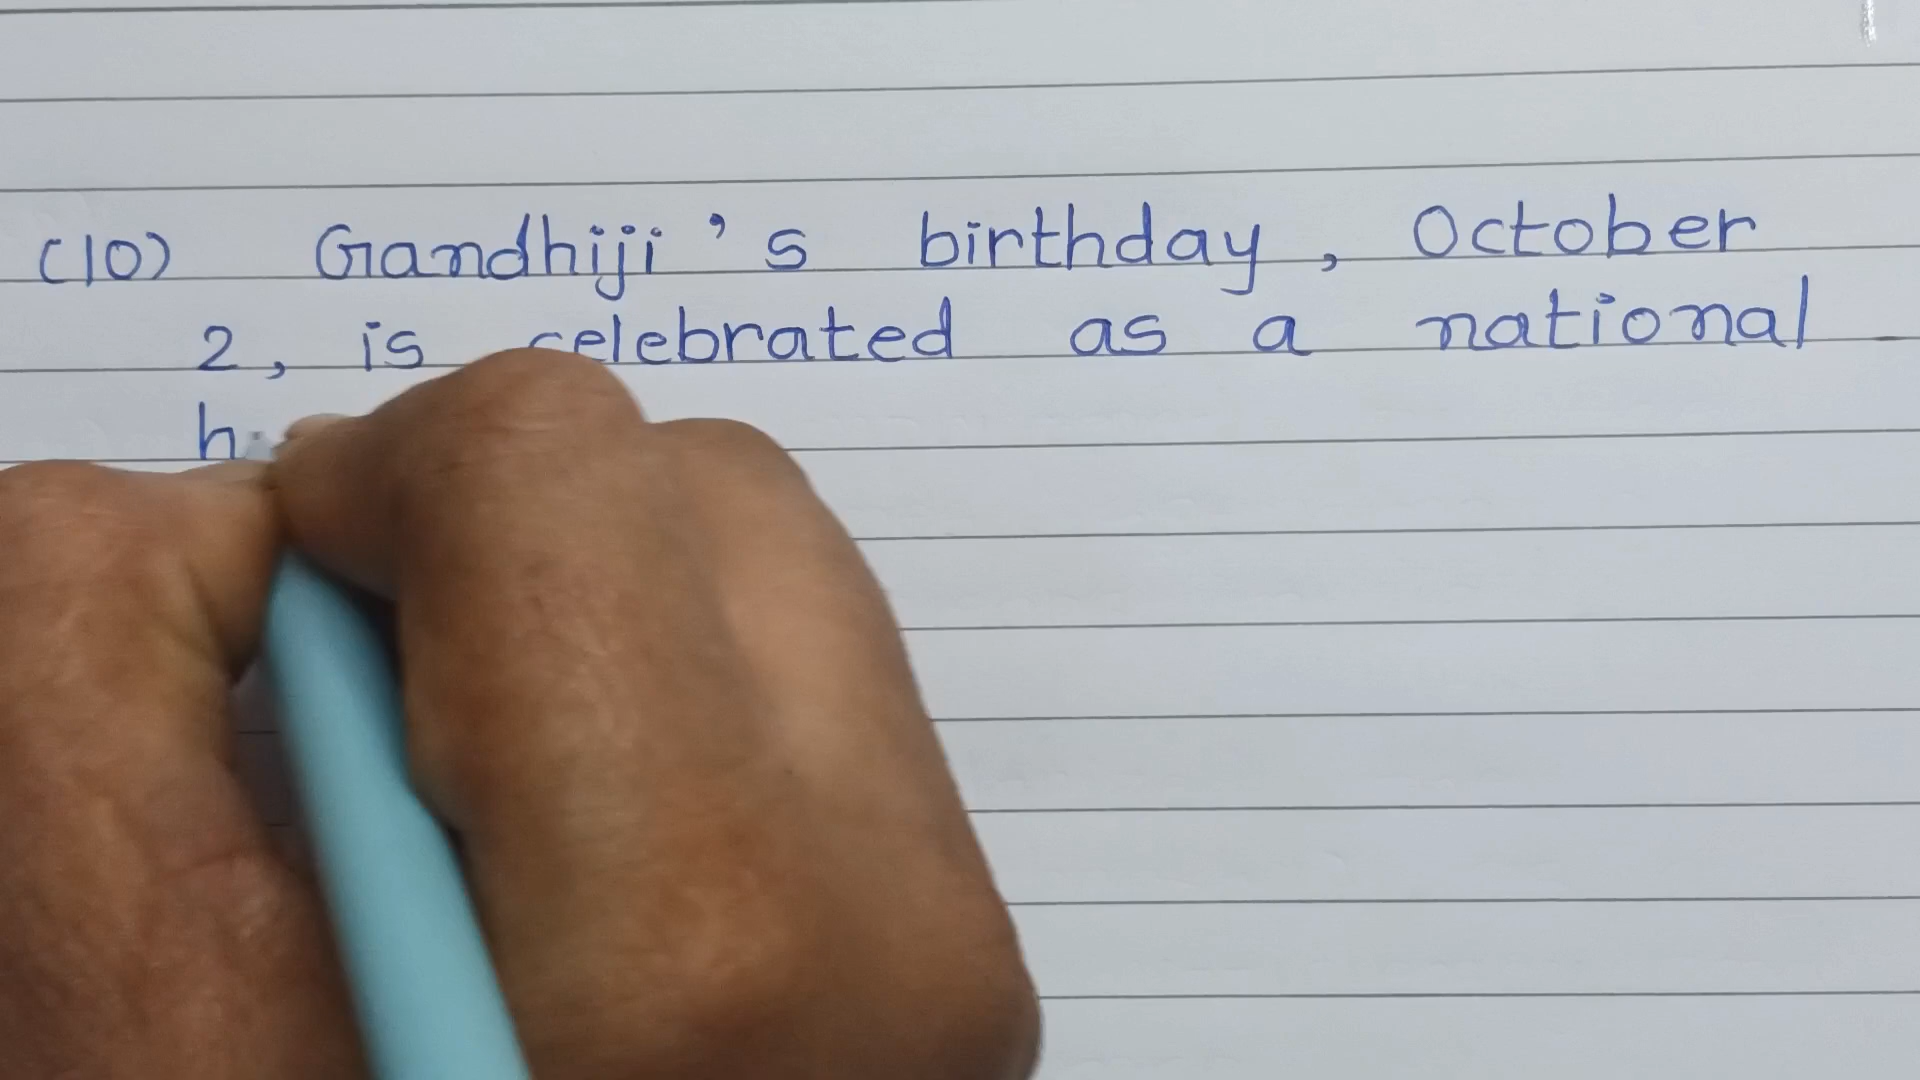 (10) Gandhiji's birthday, October
2, is celebrated as a national
h